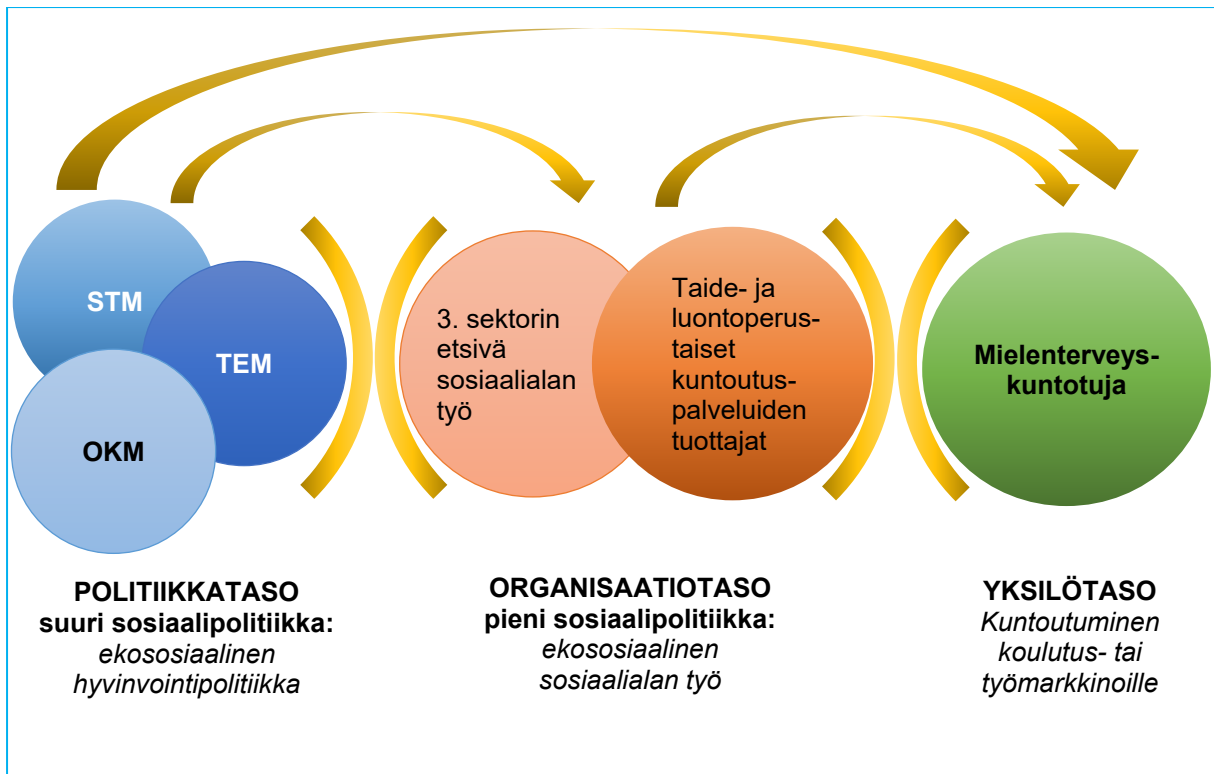 STM
TEM
OKM
3. sektorin
etsivä
sosiaalialan
työ
Taide- ja
luontoperus-
taiset
kuntoutus-
palveluiden
tuottajat
Mielenterveys-
kuntotuja
POLITIIKKATASO
suuri sosiaalipolitiikka:
ekososiaalinen
hyvinvointipolitiikka
ORGANISAATIOTASO
pieni sosiaalipolitiikka:
ekososiaalinen
sosiaalialan työ
YKSILÖTASO
Kuntoutuminen
koulutus- tai
työmarkkinoille